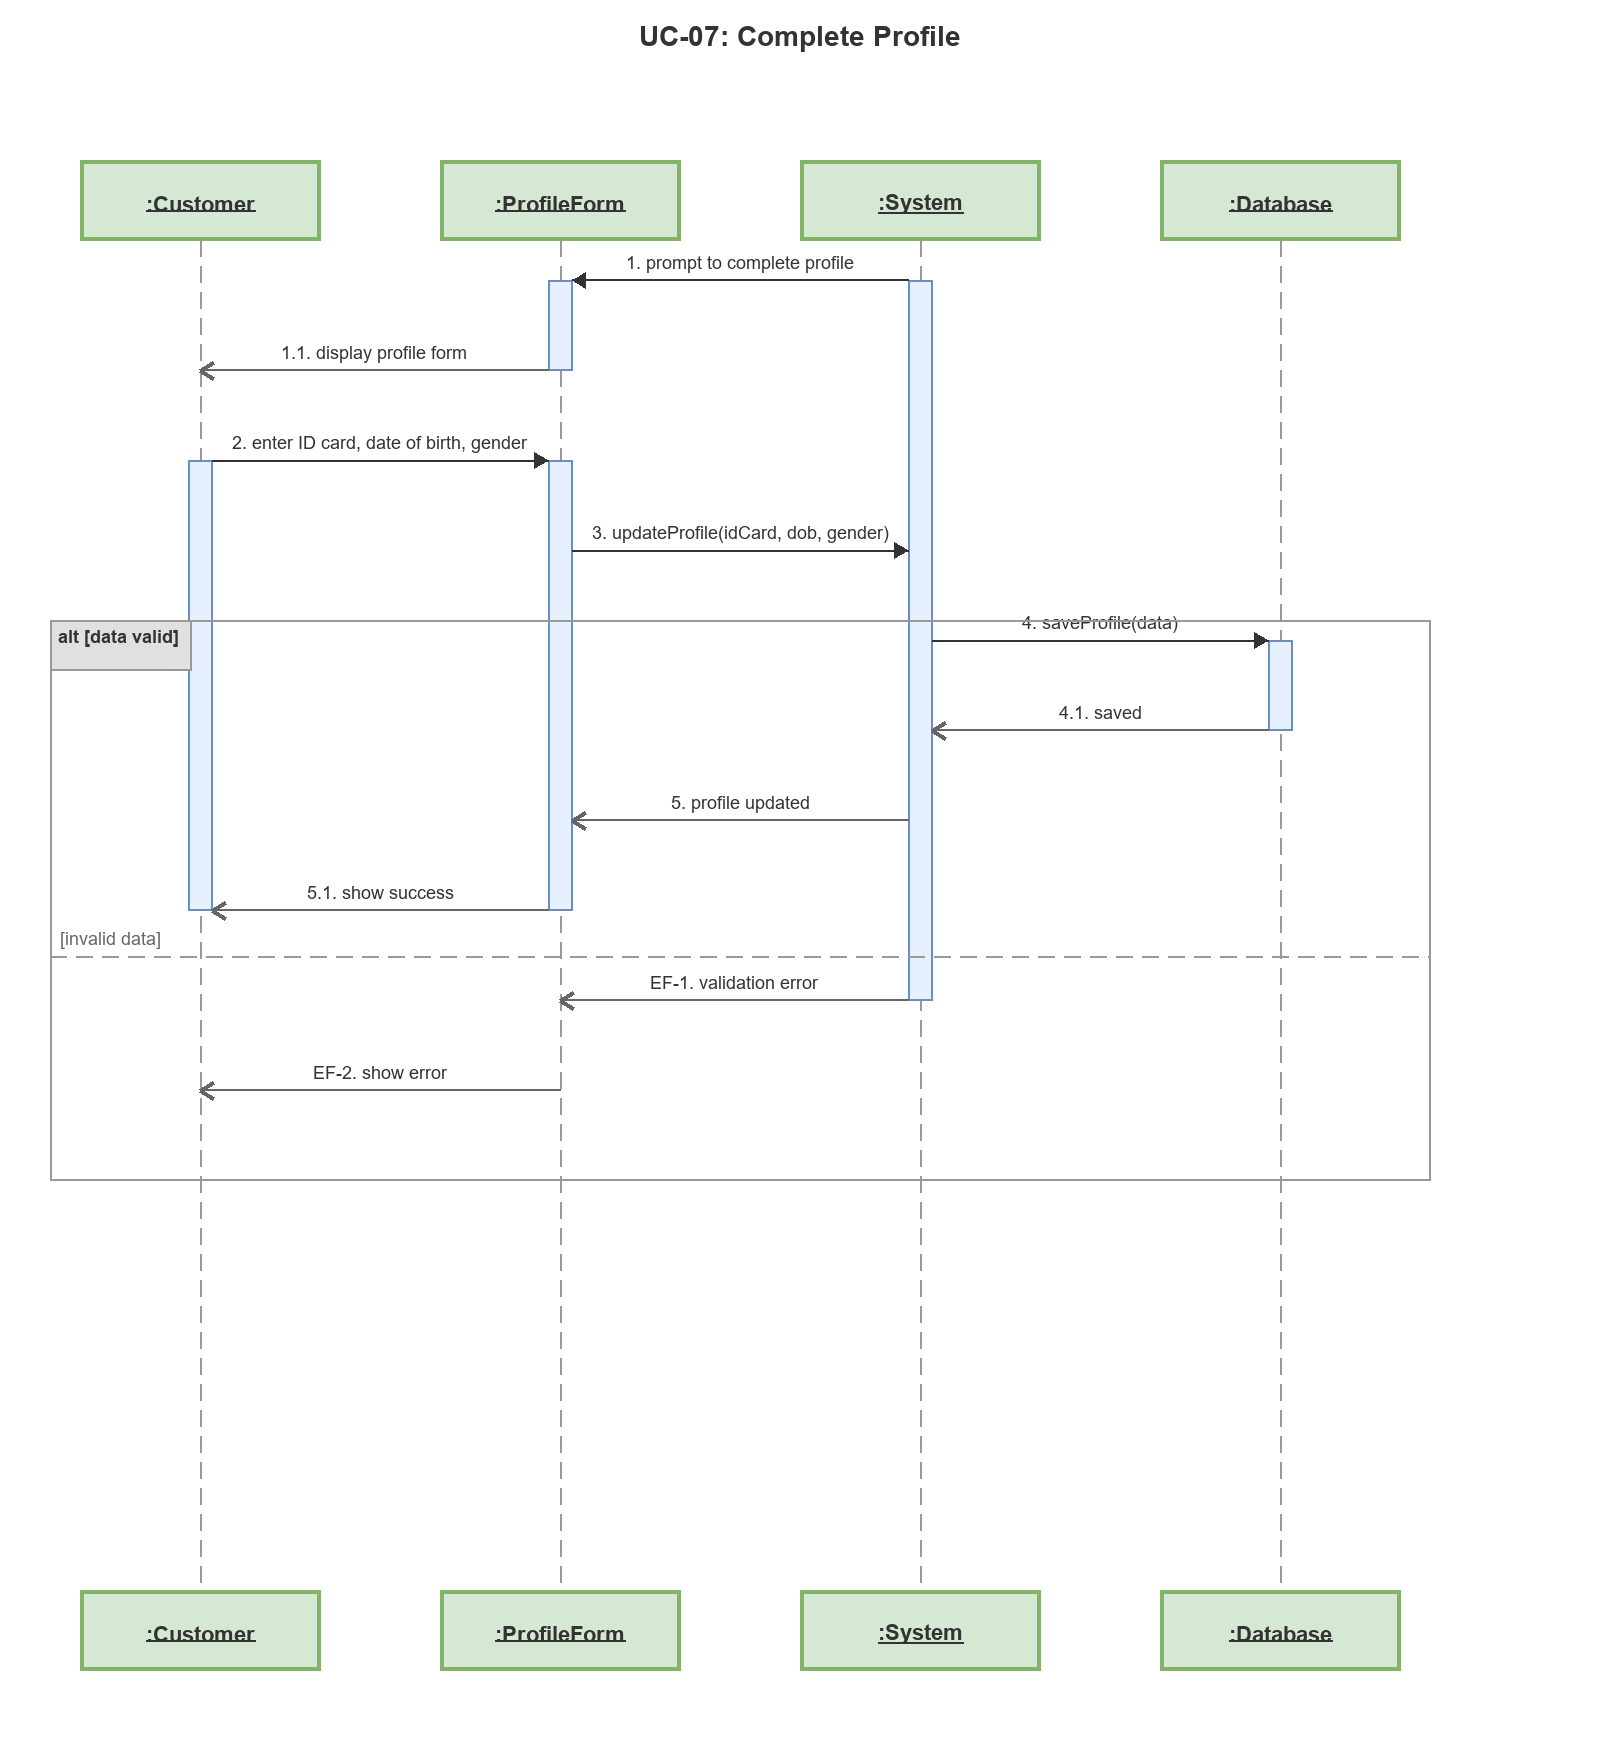 UC-07: Complete Profile
:Customer
:ProfileForm
:System
:Database
1. prompt to complete profile
1.1. display profile form
2. enter ID card, date of birth, gender
3. updateProfile(idCard, dob, gender)
4. saveProfile(data)
alt [data valid]
4.1. saved
5. profile updated
5.1. show success
[invalid data]
EF-1. validation error
EF-2. show error
:Customer
:ProfileForm
:System
:Database